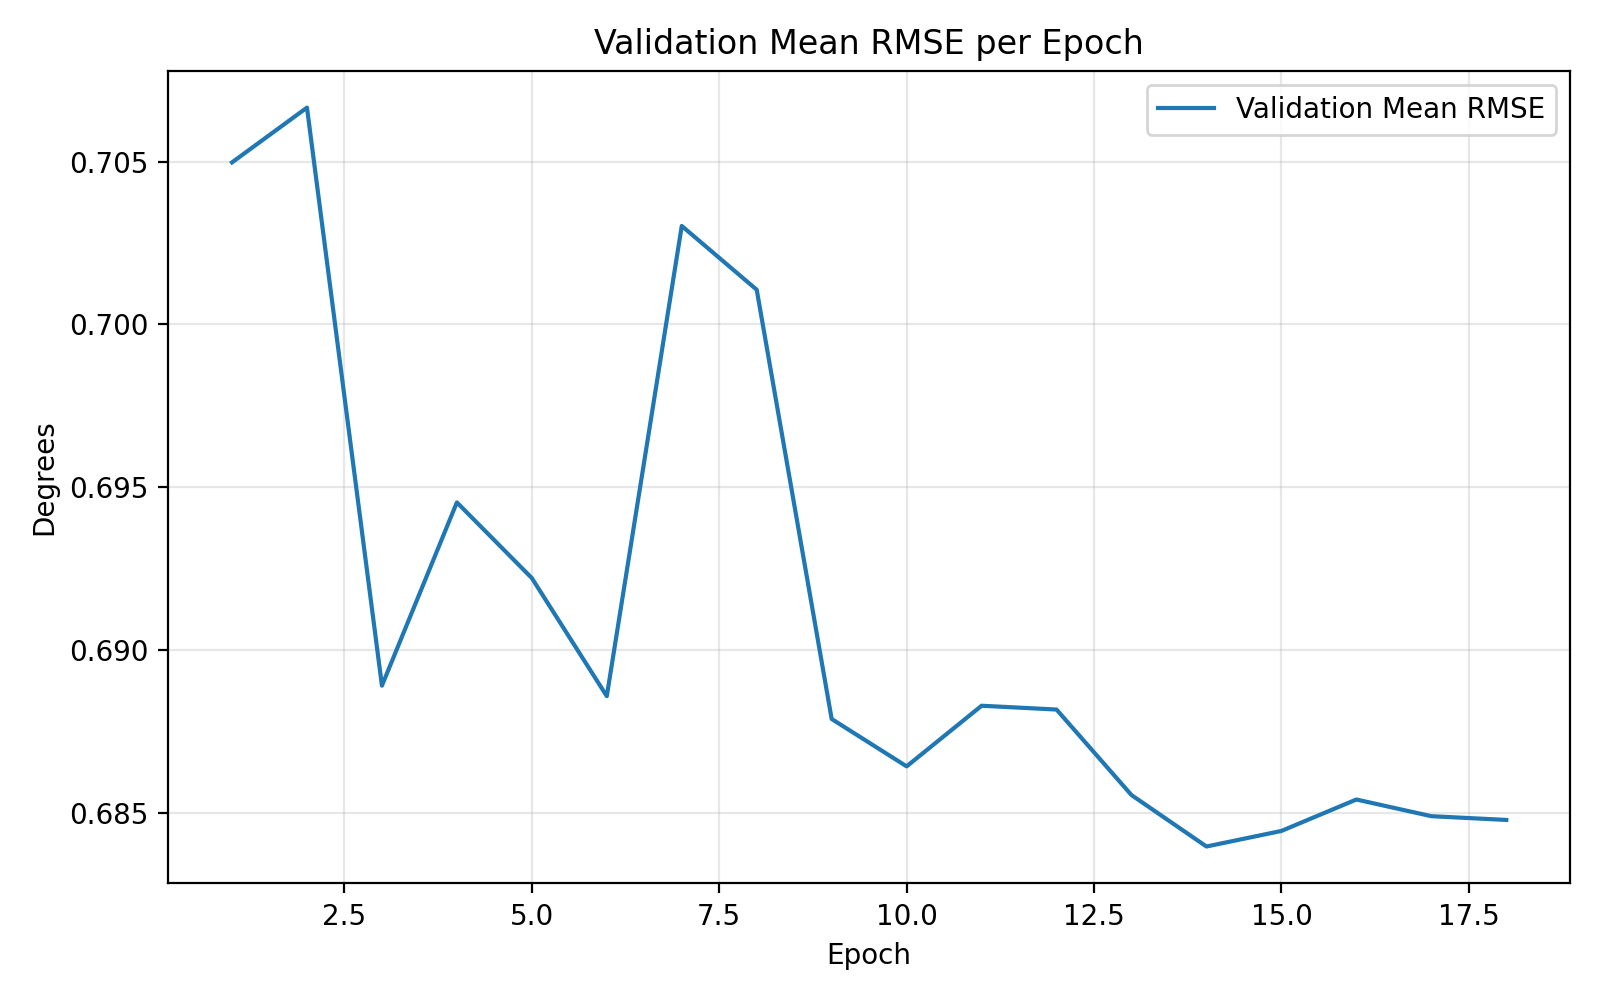 Validation Mean RMSE per Epoch
Validation Mean RMSE
0.705
0.700
0.695
0.690
0.685
Degrees
2.5 5.0 7.5 10.0 12.5 15.0 17.5
Epoch